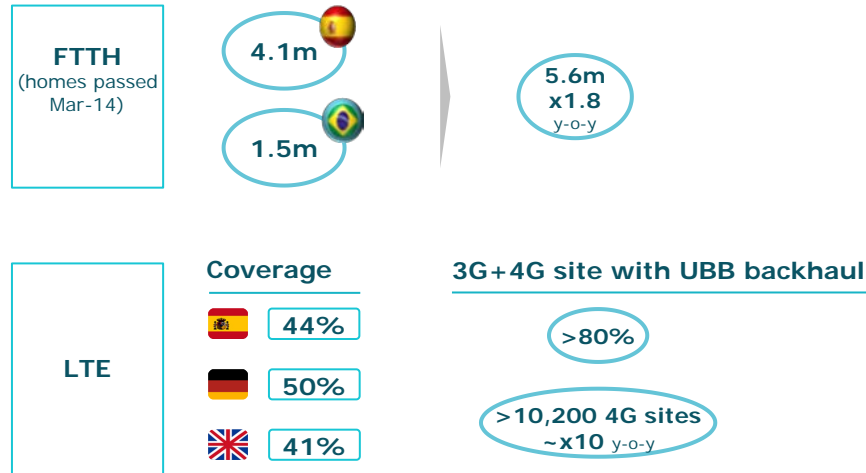 FTTH
(homes passed
Mar-14)
4.1m
1.5m
5.6m
x1.8
y-o-y
LTE
Coverage
44%
50%
41%
3G+4G site with UBB backhaul
>80%
>10,200 4G sites
~x10 y-o-y